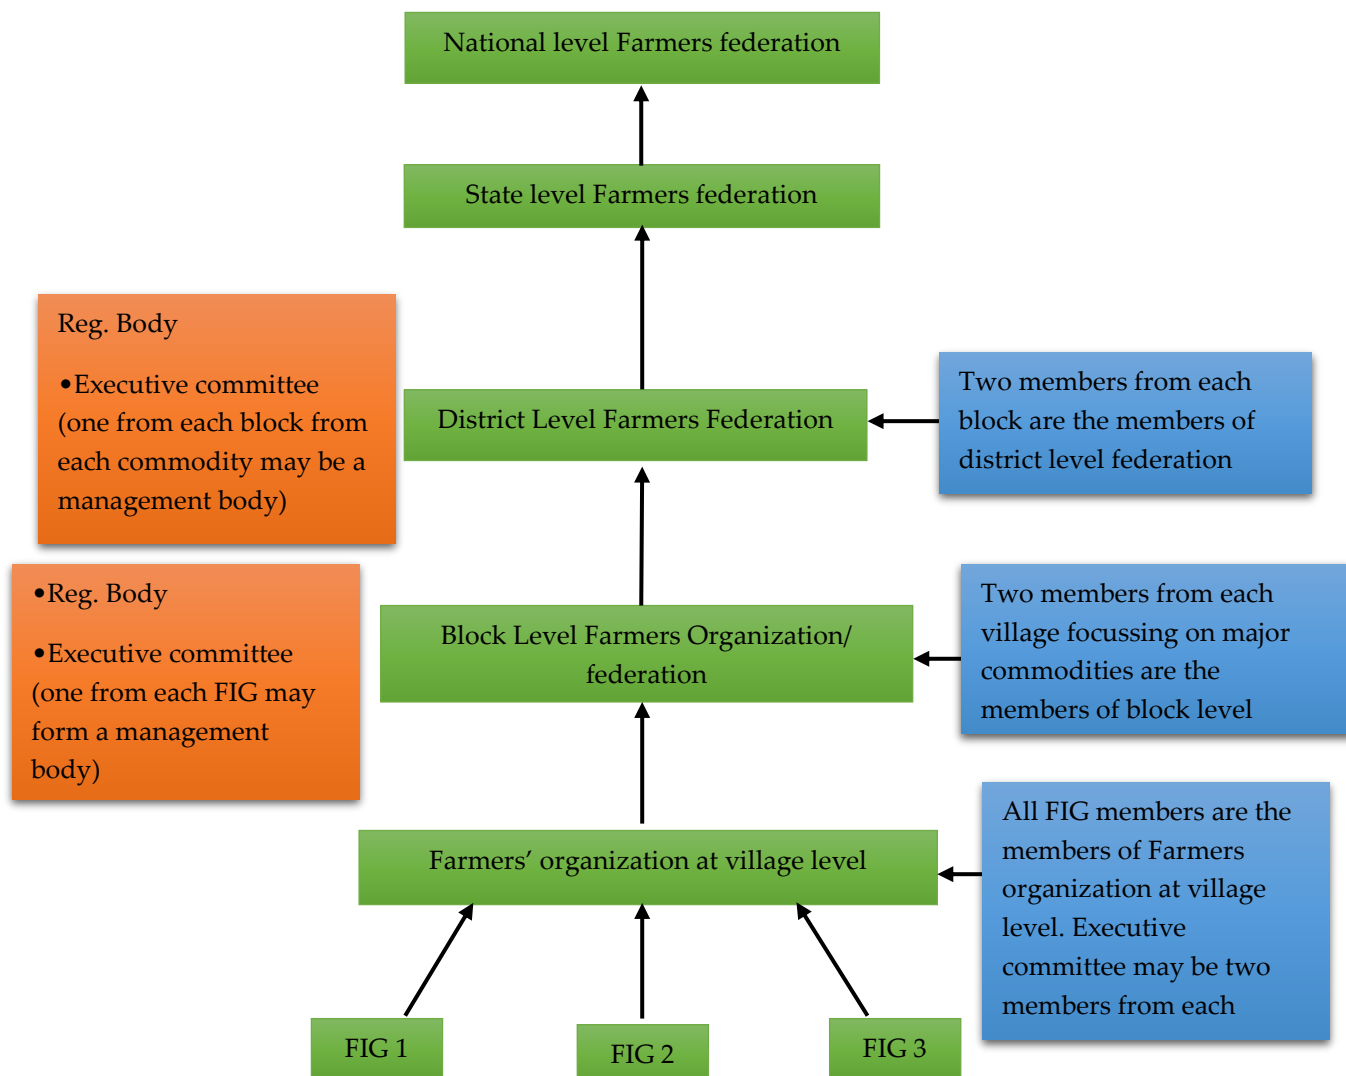 National level Farmers federation
State level Farmers federation
Reg. Body
•Executive committee
(one from each block from
each commodity may be a
management body)
District Level Farmers Federation
Two members from each
block are the members of
district level federation
•Reg. Body
•Executive committee
(one from each FIG may
form a management
body)
Block Level Farmers Organization/
federation
Two members from each
village focussing on major
commodities are the
members of block level
Farmers’ organization at village level
All FIG members are the
members of Farmers
organization at village
level. Executive
committee may be two
members from each
FIG 1
FIG 2
FIG 3